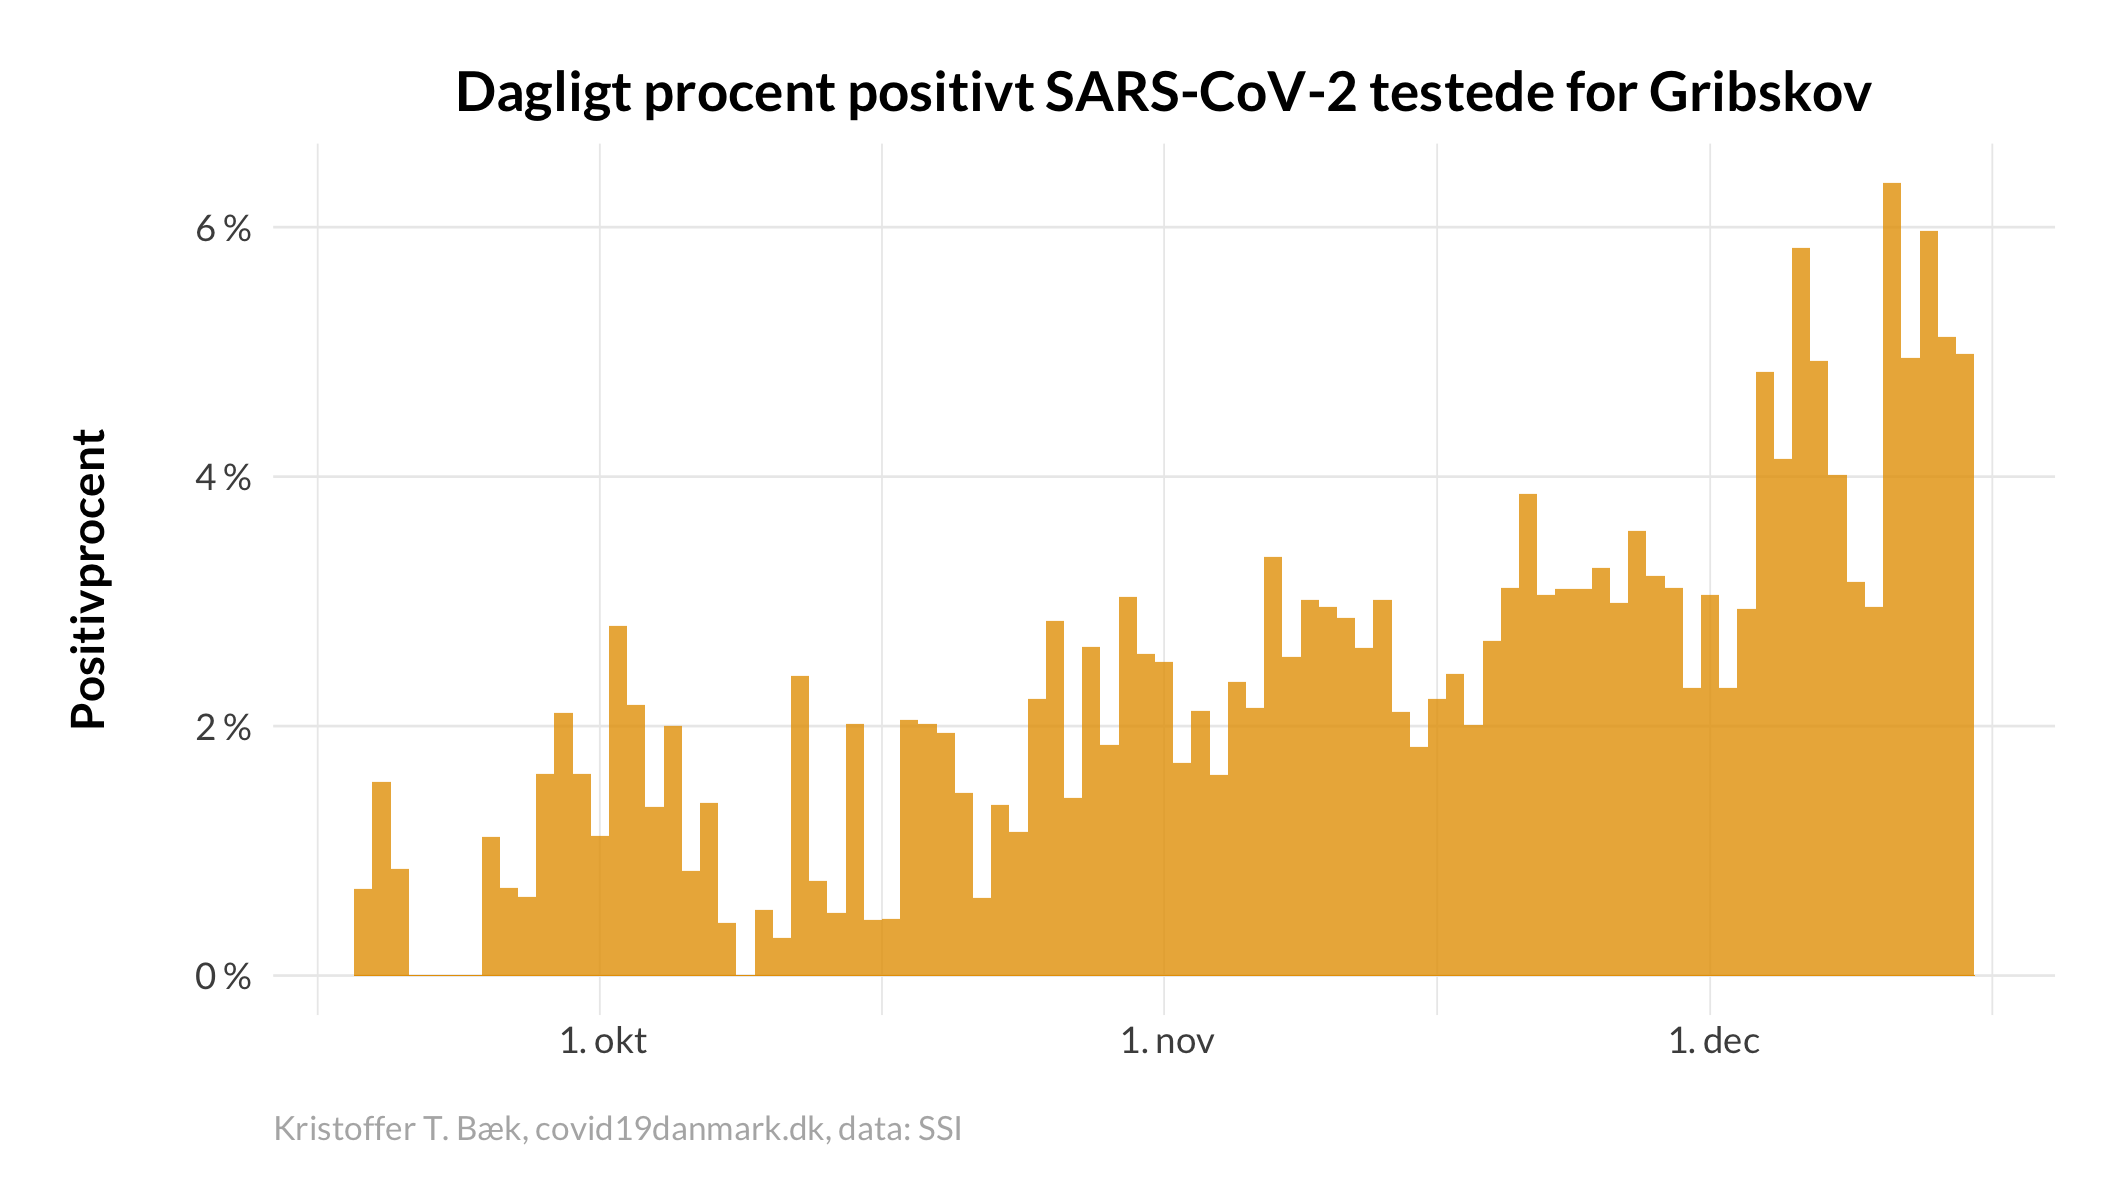 Dagligt procent positivt SARS-CoV-2 testede for Gribskov
Positivprocent
6 %
4 %
2 %
0 %
1. okt
1. nov
1. dec
Kristoffer T. Bæk, covid19danmark.dk, data: SSI